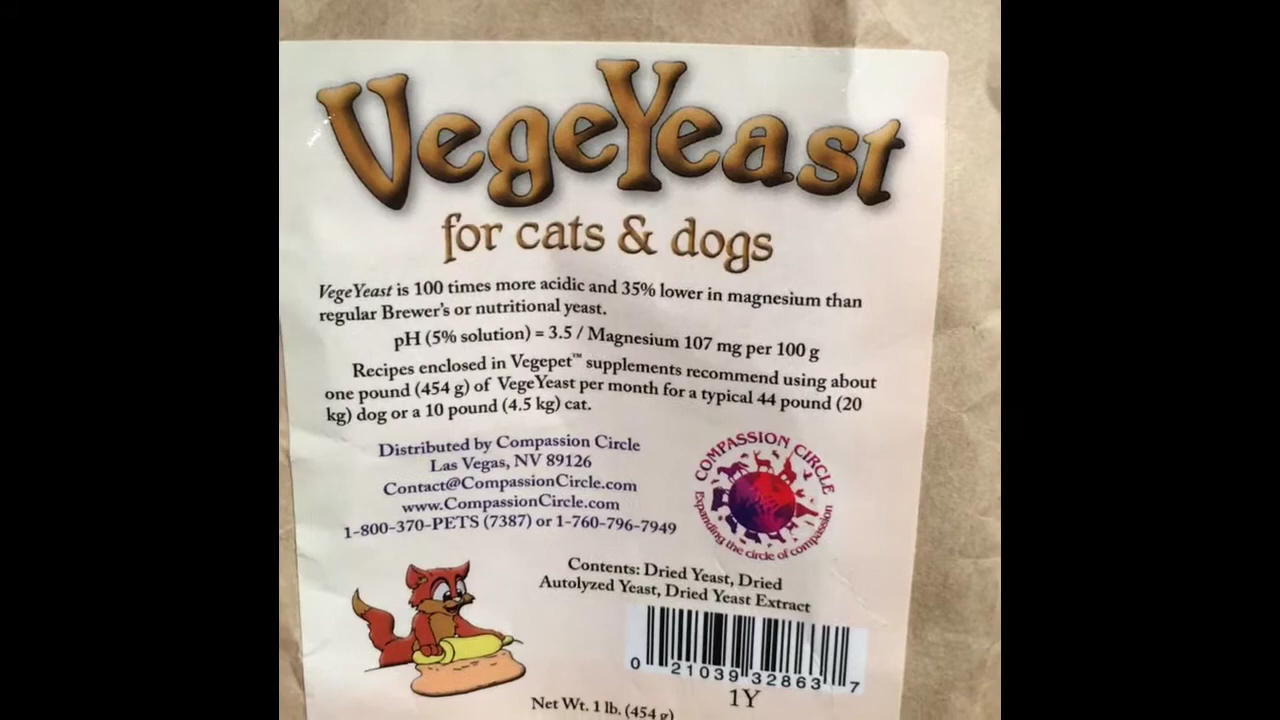 VegeYeast
for cats & dogs
VegeYeast is 100 times more acidic and 35% lower in magnesium than
regular Brewer's or nutritional yeast.
pH (5% solution) = 3.5 / Magnesium 107 mg per 100 g
Recipes enclosed in Vegepet™ supplements recommend using about
one pound (454 g) of VegeYeast per month for a typical 44 pound (20
kg) dog or a 10 pound (4.5 kg) cat.
Distributed by Compassion Circle
Las Vegas, NV 89126
Contact@CompassionCircle.com
www.CompassionCircle.com
1-800-370-PETS (7387) or 1-760-796-7949
COMPASSION CIRCLE
Expanding the circle of compassion
Contents: Dried Yeast, Dried
Autolyzed Yeast, Dried Yeast Extract
0 21039 32863 7
1Y
Net Wt. 1 lb. (454 g)